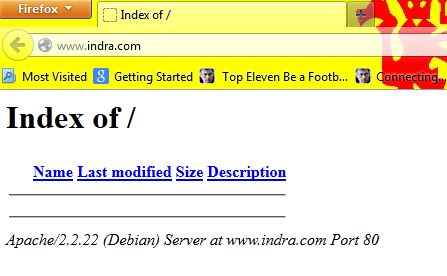 Firefox
Index of /
www.indra.com
Most Visited Getting Started Top Eleven Be a Footb... Connecting...
Index of /
Name Last modified Size Description
Apache/2.2.22 (Debian) Server at www.indra.com Port 80